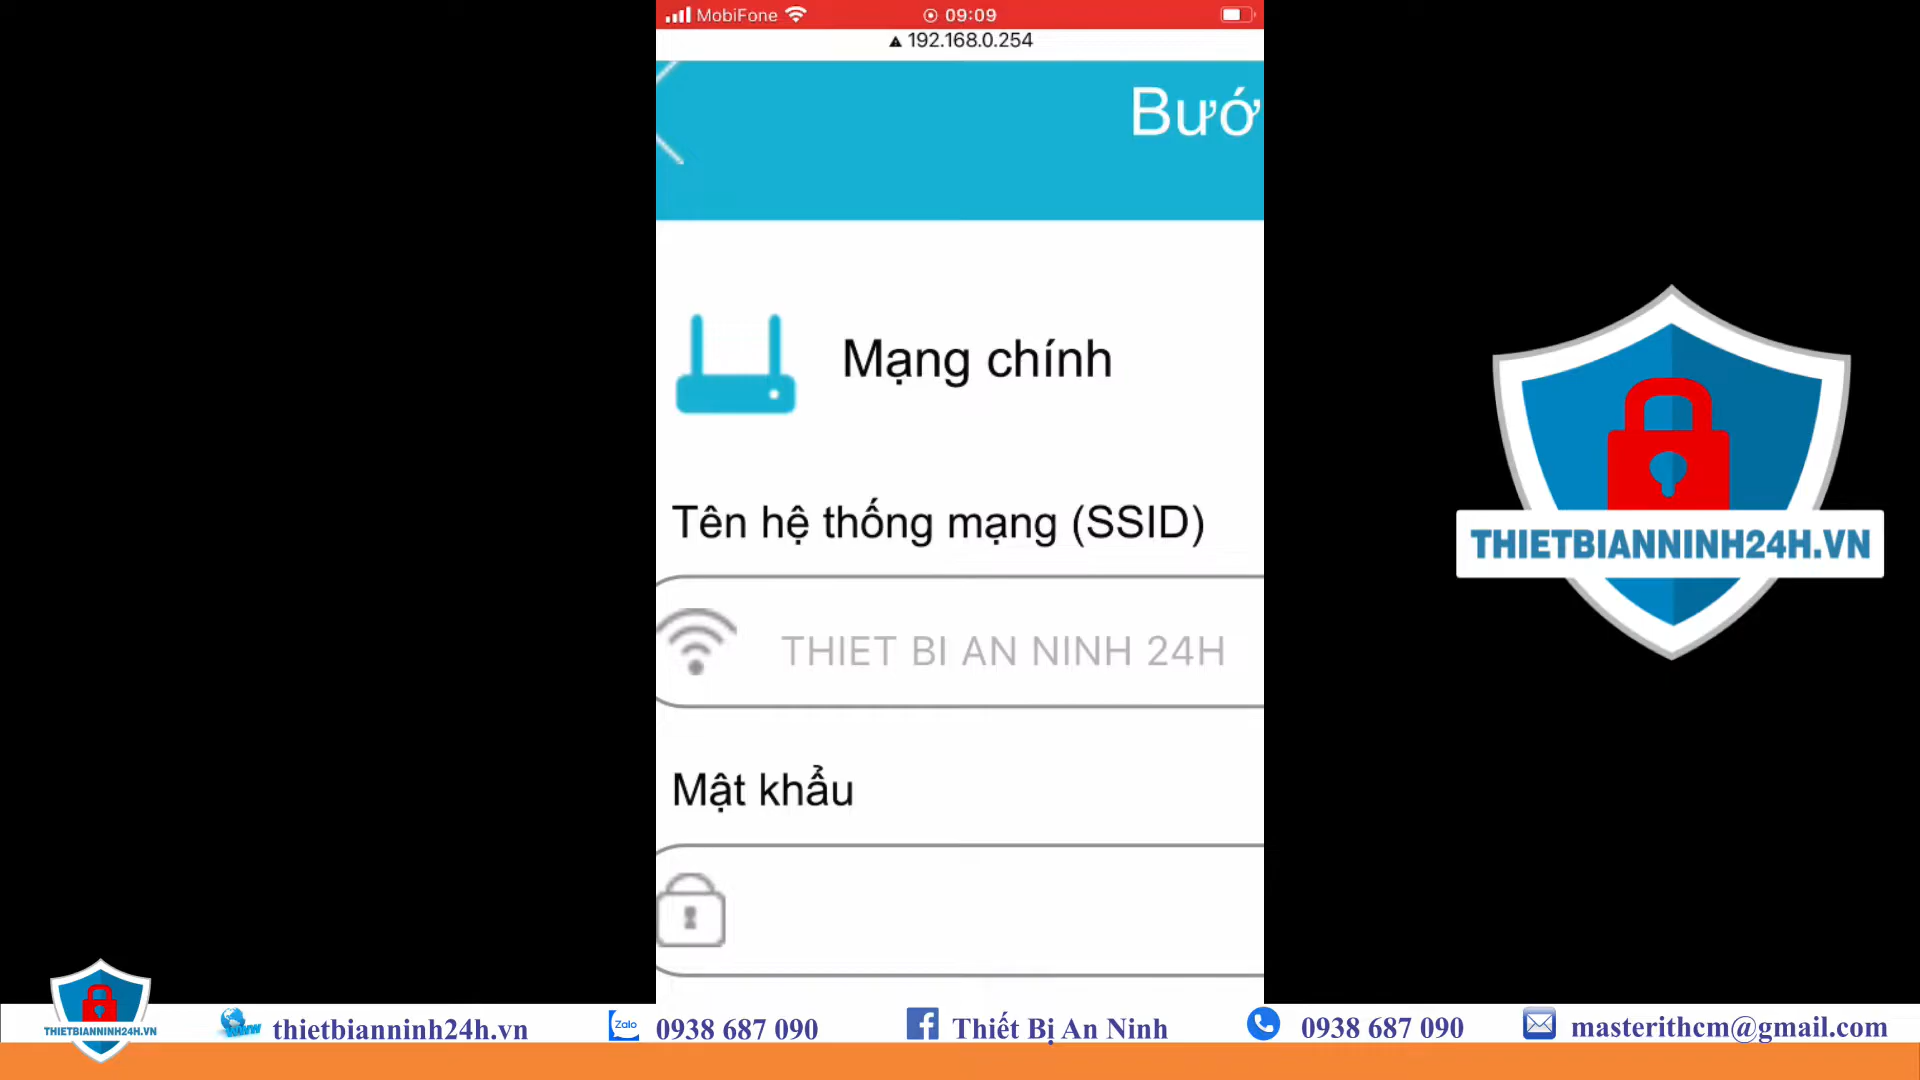 MobiFone
09:09
192.168.0.254
Bướ
Mạng chính
Tên hệ thống mạng (SSID)
THIET BI AN NINH 24H
Mật khẩu
THIETBIANNINH24H.VN
THIETBIANNINH24H.VN
www
thietbianninh24h.vn
Zalo
0938 687 090
Thiết Bị An Ninh
0938 687 090
masterithcm@gmail.com